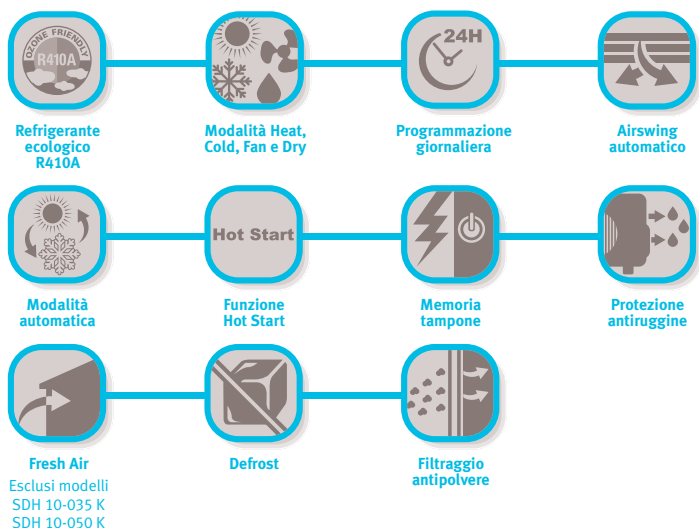 OZONE FRIENDLY
R410A
24H
Refrigerante
ecologico
R410A
Modalità Heat,
Cold, Fan e Dry
Programmazione
giornaliera
Airswing
automatico
Hot Start
Modalità
automatica
Funzione
Hot Start
Memoria
tampone
Protezione
antiruggine
Fresh Air
Esclusi modelli
SDH 10-035 K
SDH 10-050 K
Defrost
Filtraggio
antipolvere